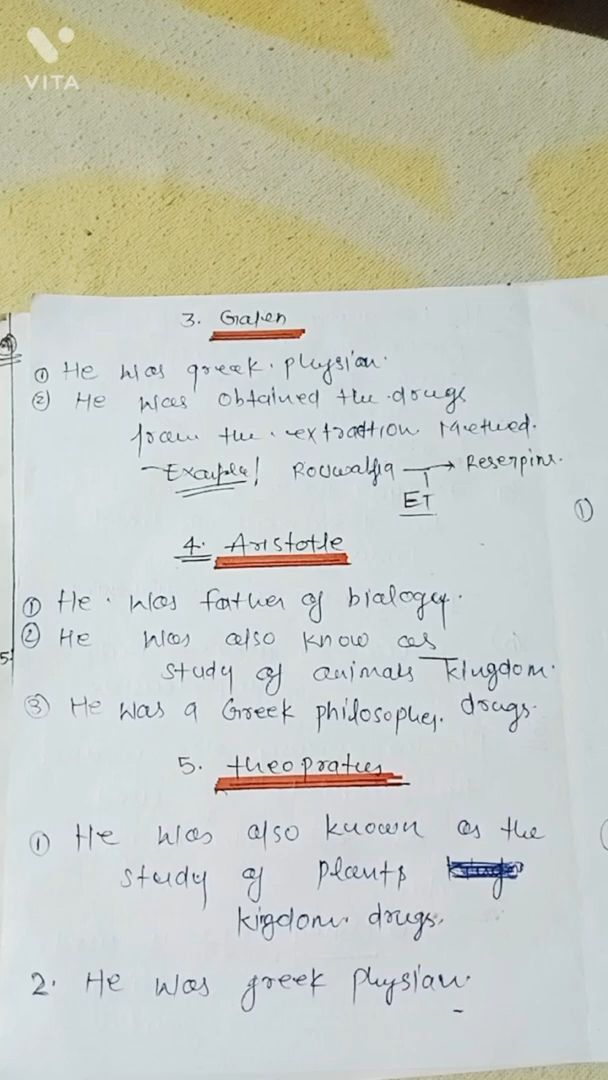 VITA
3. Galen
① He was greek. physian.
② He was obtained the drugs
from the extraction Method.
Example! Rouwalfia → Reserpins.
ET
①
4. Aristotle
① He was father of bialogy.
② He was also know as
5
study of animals kingdom.
drugs.
③ He was a Greek philosopher.
5. theopratus
① He was also known as the
study of plants
kigdom. drugs.
2. He was greek physian.